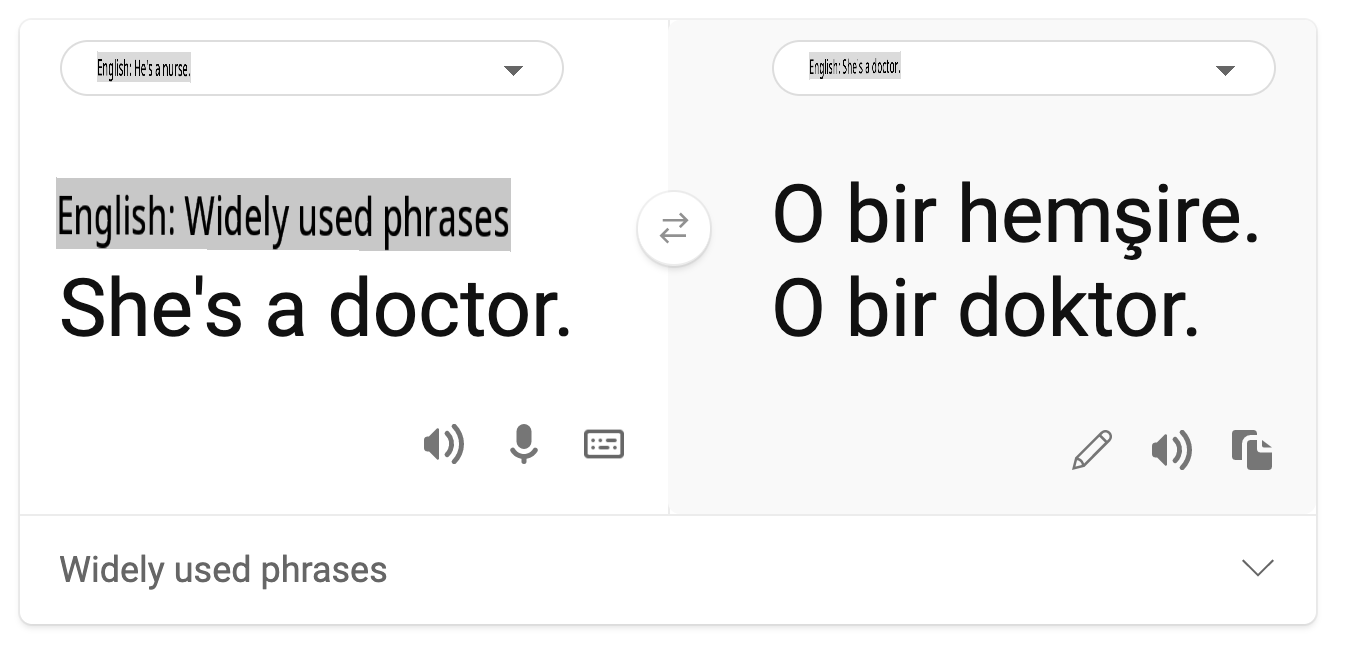 English: He's a nurse.
English: She's a doctor.
English: Widely used phrases
She's a doctor.
O bir hemşire.
O bir doktor.
Widely used phrases